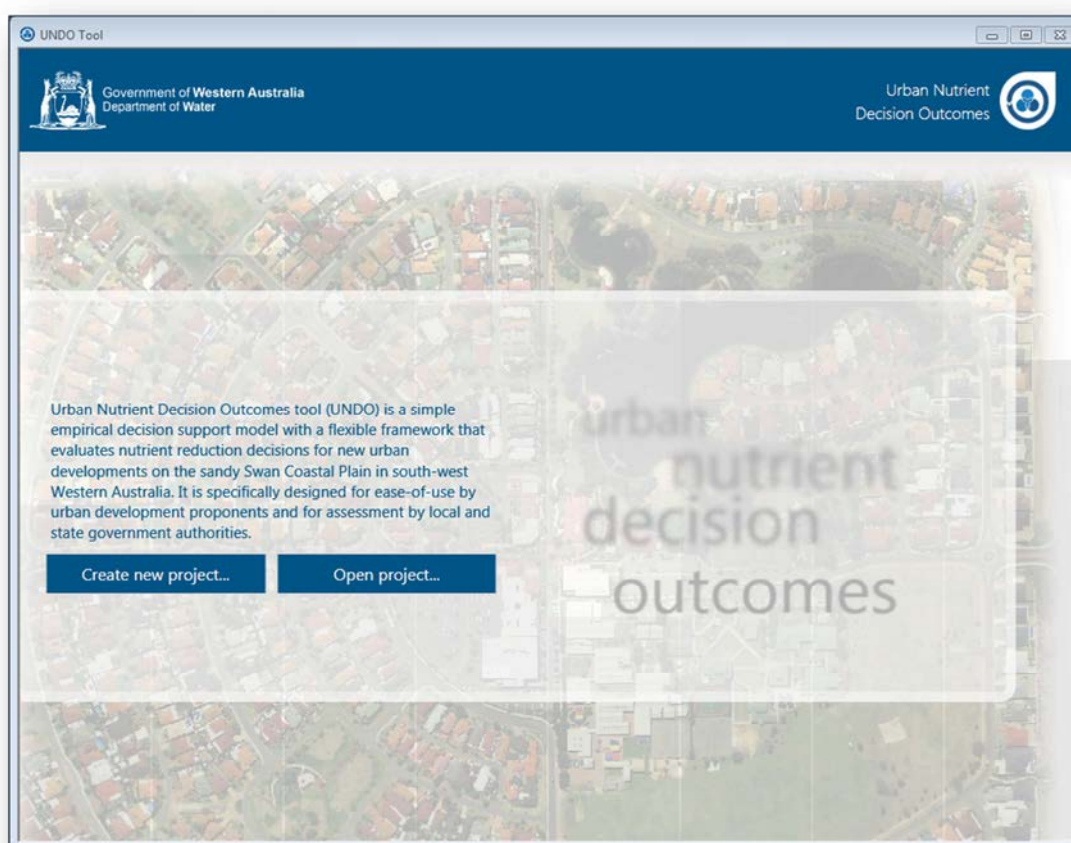 UNDO Tool
Government of Western Australia
Department of Water
Urban Nutrient
Decision Outcomes
Urban Nutrient Decision Outcomes tool (UNDO) is a simple
empirical decision support model with a flexible framework that
evaluates nutrient reduction decisions for new urban
developments on the sandy Swan Coastal Plain in south-west
Western Australia. It is specifically designed for ease-of-use by
urban development proponents and for assessment by local and
state government authorities.
Create new project...
Open project...
urban
nutrient
decision
outcomes